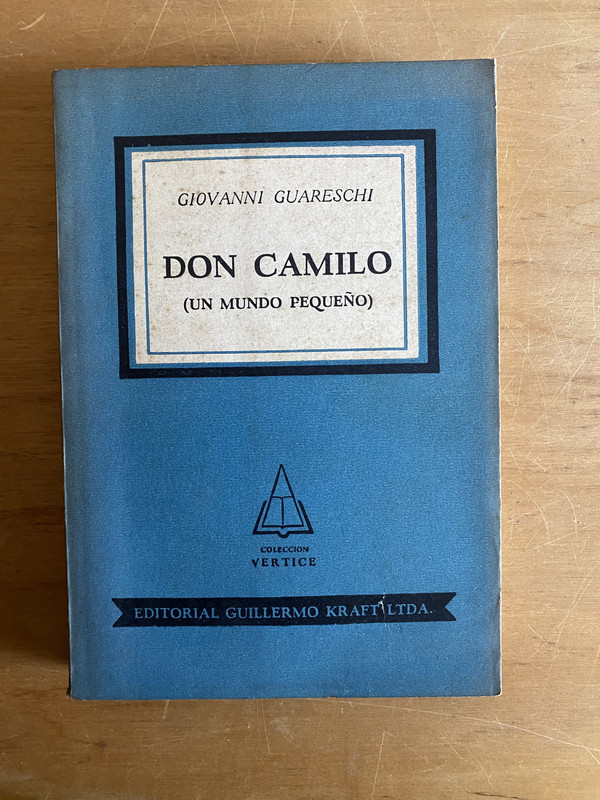 GIOVANNI GUARESCHI
DON CAMILO
(UN MUNDO PEQUEÑO)
COLECCION
VERTICE
EDITORIAL GUILLERMO KRAFT LTDA.